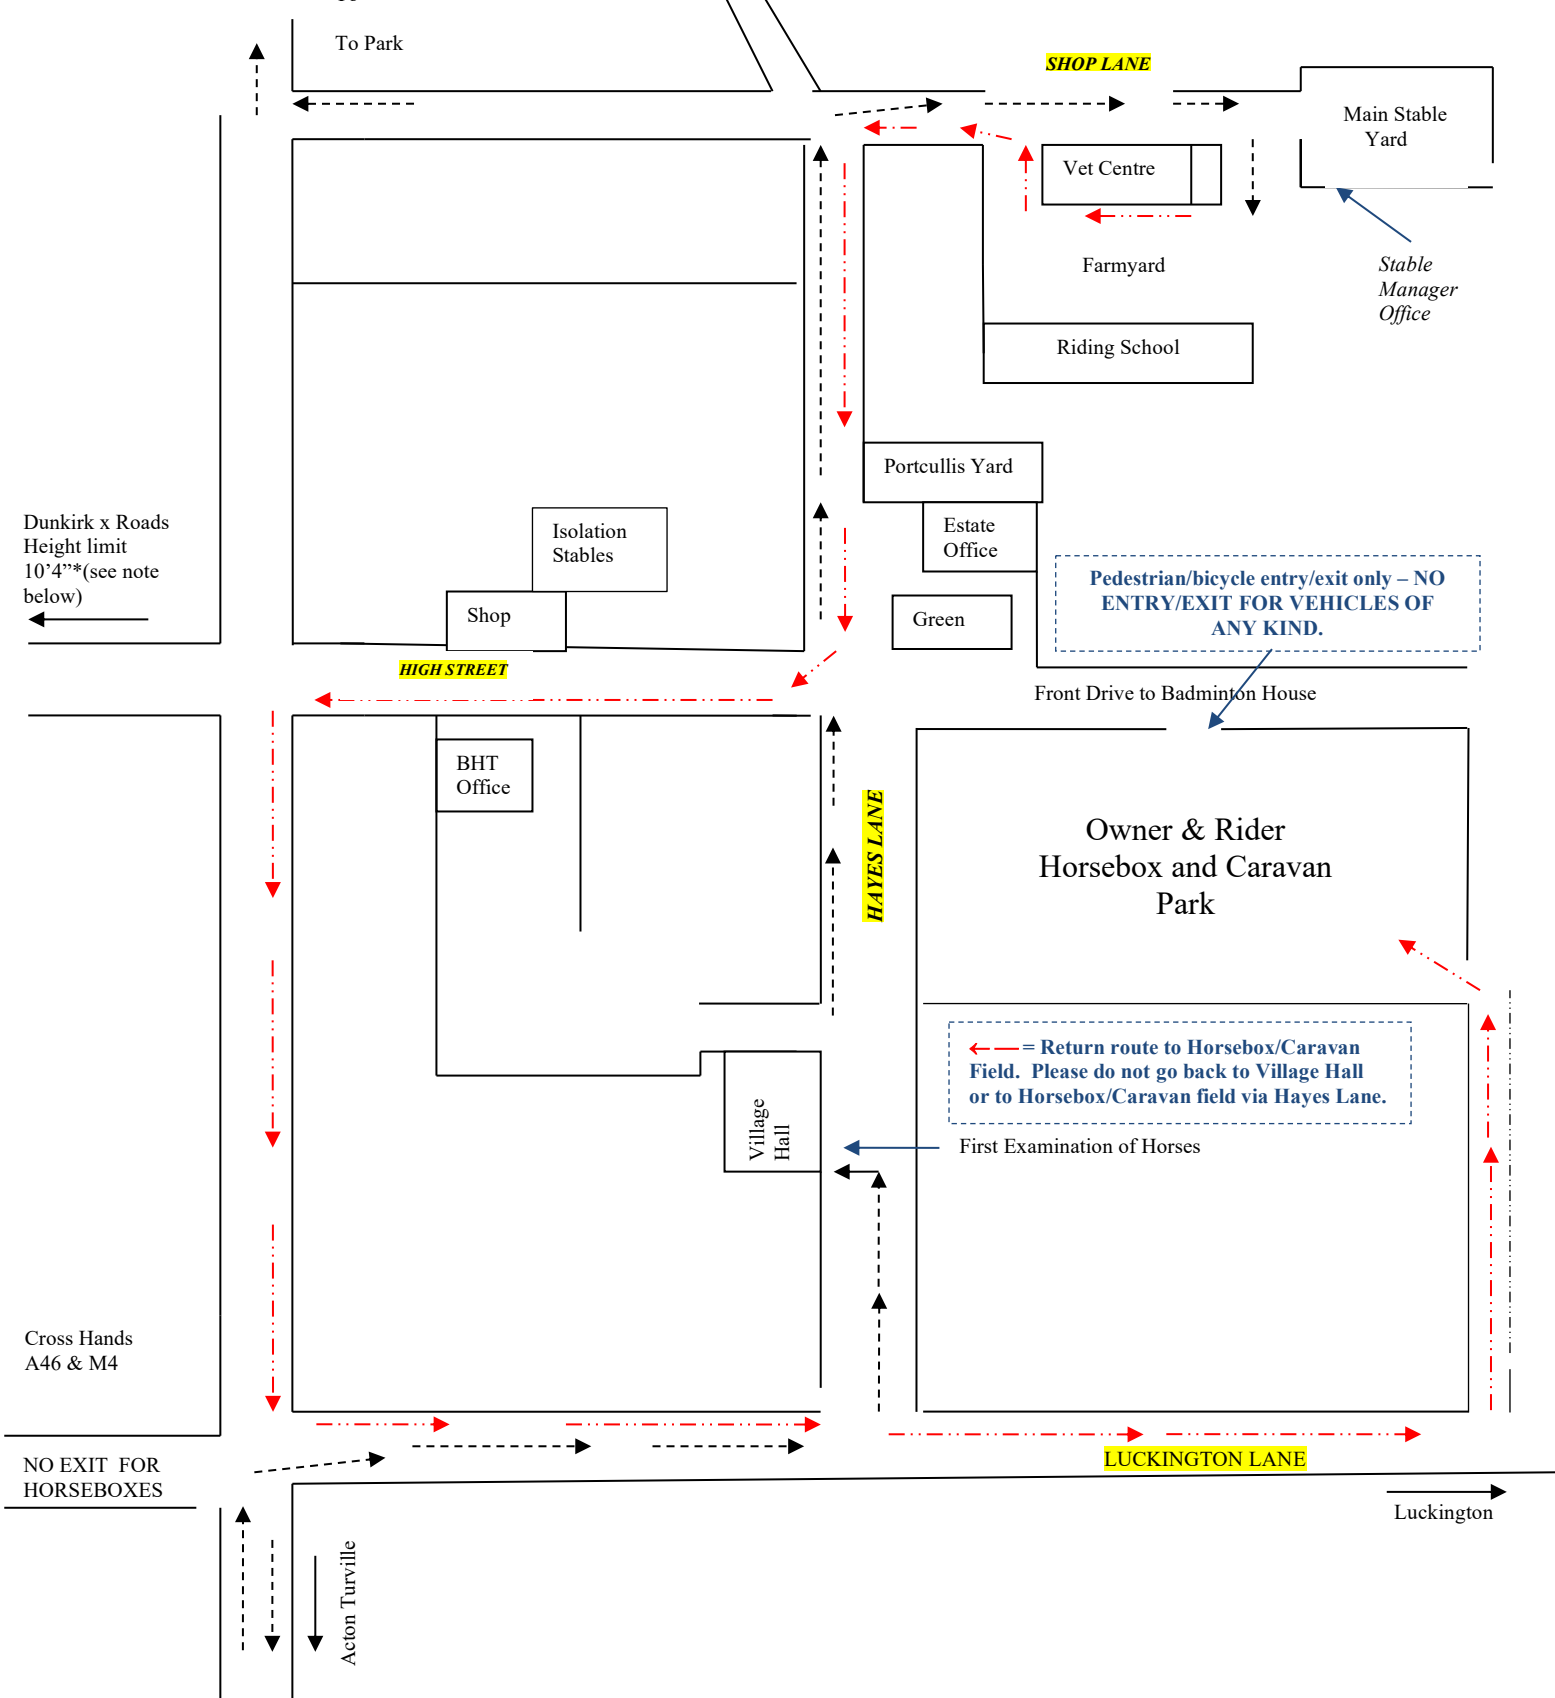 To Park
SHOP LANE
Main Stable
Yard
Vet Centre
Farmyard
Stable
Manager
Office
Riding School
Portcullis Yard
Dunkirk x Roads
Height limit
10’4”*(see note
below)
Isolation
Stables
Estate
Office
Shop
Green
Pedestrian/bicycle entry/exit only – NO
ENTRY/EXIT FOR VEHICLES OF
ANY KIND.
HIGH STREET
Front Drive to Badminton House
BHT
Office
HAYES LANE
Owner & Rider
Horsebox and Caravan
Park
= Return route to Horsebox/Caravan
Field. Please do not go back to Village Hall
or to Horsebox/Caravan field via Hayes Lane.
Village
Hall
First Examination of Horses
Cross Hands
A46 & M4
NO EXIT FOR
HORSEBOXES
LUCKINGTON LANE
Luckington
Acton Turville